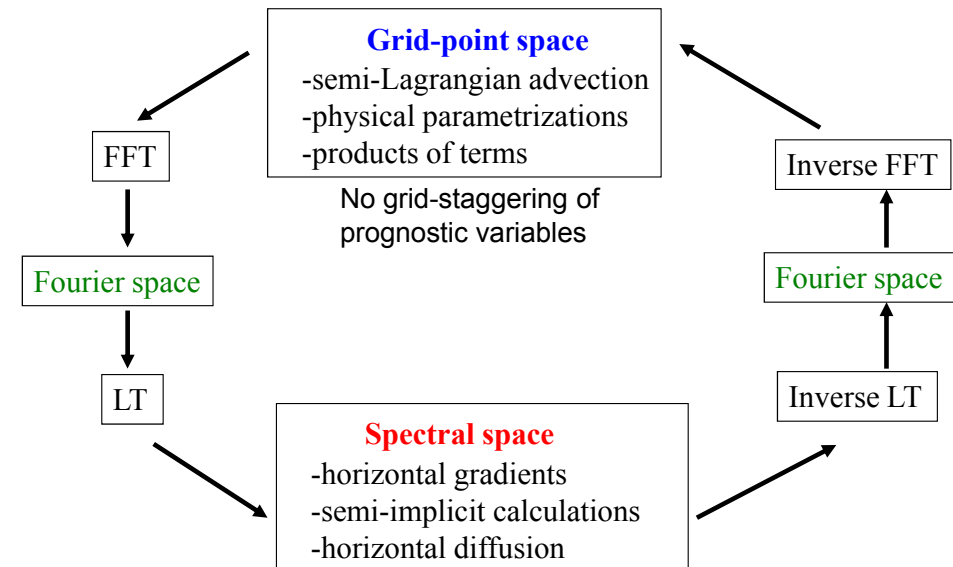 Grid-point space
-semi-Lagrangian advection
-physical parametrizations
-products of terms
No grid-staggering of
prognostic variables
FFT
Fourier space
LT
Spectral space
-horizontal gradients
-semi-implicit calculations
-horizontal diffusion
Inverse LT
Fourier space
Inverse FFT